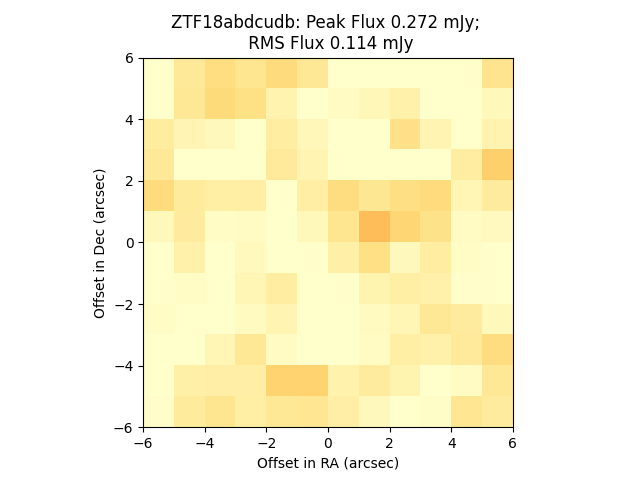 ZTF18abdcudb: Peak Flux 0.272 mJy;
RMS Flux 0.114 mJy
6
4
2
0
−2
−4
−6
Offset in Dec (arcsec)
−6 −4 −2 0 2 4 6
Offset in RA (arcsec)